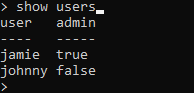 > show users
user   admin
----   -----
jamie  true
johnny false
>